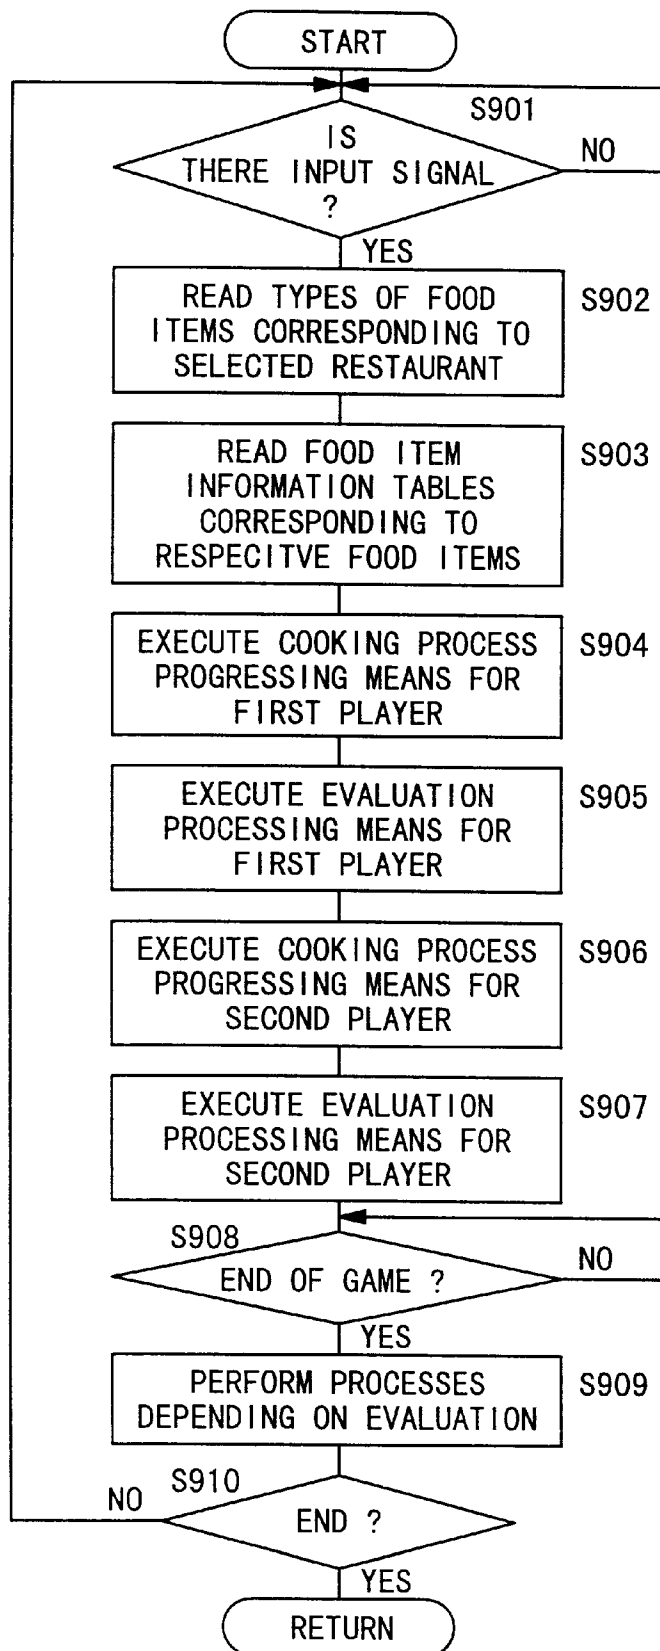 START
S901
IS
THERE INPUT SIGNAL
?
NO
YES
READ TYPES OF FOOD
ITEMS CORRESPONDING TO
SELECTED RESTAURANT
S902
READ FOOD ITEM
INFORMATION TABLES
CORRESPONDING TO
RESPECITVE FOOD ITEMS
S903
EXECUTE COOKING PROCESS
PROGRESSING MEANS FOR
FIRST PLAYER
S904
EXECUTE EVALUATION
PROCESSING MEANS FOR
FIRST PLAYER
S905
EXECUTE COOKING PROCESS
PROGRESSING MEANS FOR
SECOND PLAYER
S906
EXECUTE EVALUATION
PROCESSING MEANS FOR
SECOND PLAYER
S907
S908
END OF GAME ?
NO
YES
PERFORM PROCESSES
DEPENDING ON EVALUATION
S909
S910
NO
END ?
YES
RETURN